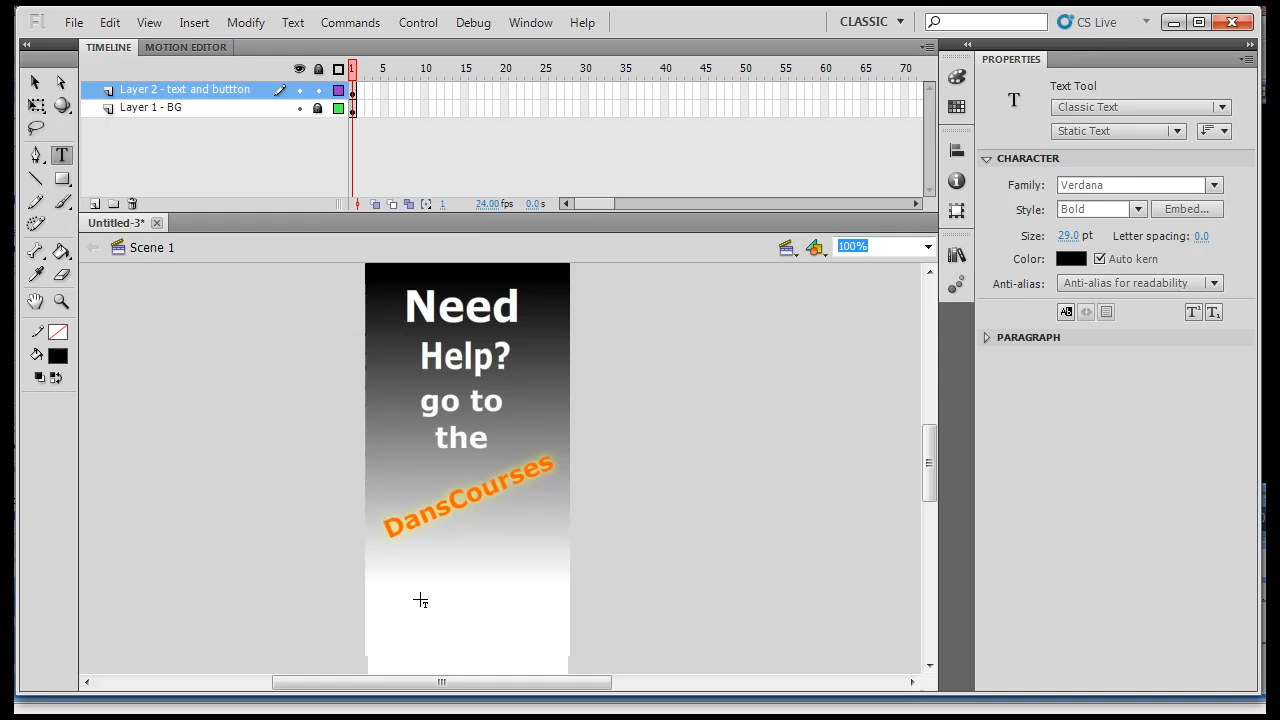 Fl File Edit View Insert Modify Text Commands Control Debug Window Help CLASSIC CS Live
TIMELINE MOTION EDITOR
1 5 10 15 20 25 30 35 40 45 50 55 60 65 70
Layer 2 - text and buttton
Layer 1 - BG
1 24.00 fps 0.0 s
Untitled-3*
Scene 1 100%
Need
Help?
go to
the
DansCourses
PROPERTIES
Text Tool
T Classic Text
Static Text
CHARACTER
Family: Verdana
Style: Bold Embed...
Size: 29.0 pt Letter spacing: 0.0
Color: Auto kern
Anti-alias: Anti-alias for readability
PARAGRAPH